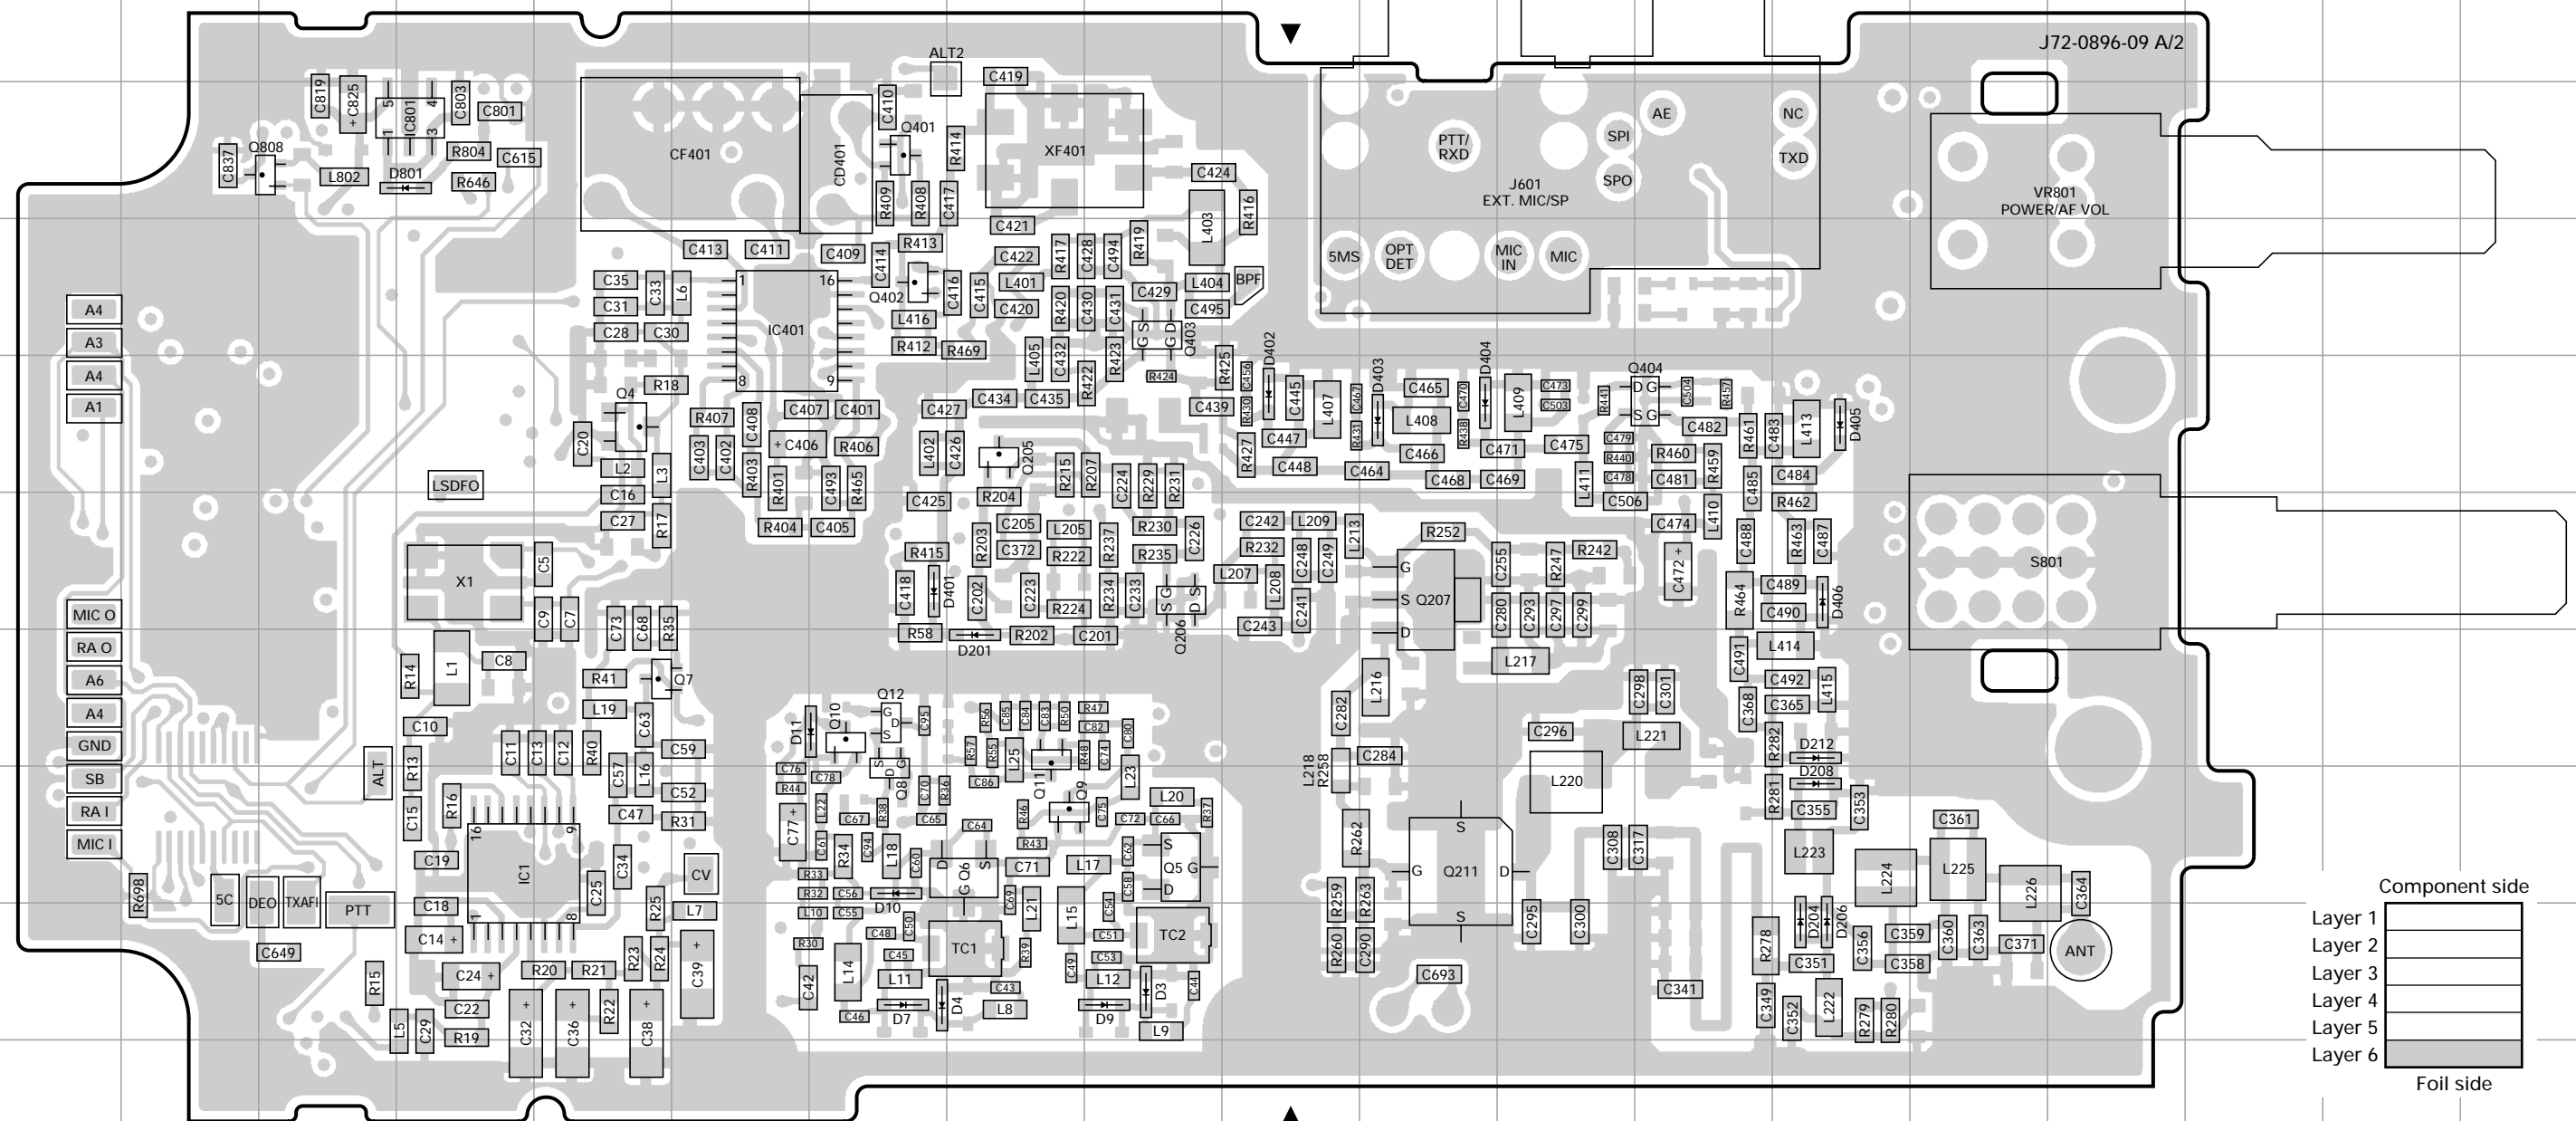 J72-0896-09 A/2
ALT2
C419
C819
+ C825
5
4
IC801
1
3
C803
C801
C410
Q401
R414
XF401
CF401
CD401
C837
Q808
L802
D801
R804
R646
C615
R409
R408
C417
C424
L403
R416
PTT/
RXD
SPI
SPO
AE
NC
TXD
J601
EXT. MIC/SP
5MS
OPT
DET
MIC
IN
MIC
VR801
POWER/AF VOL
C413
C411
C409
C414
R413
C421
C422
R417
C428
C494
R419
L404
BPF
C35
C33
L6
C31
C28
C30
1
16
IC401
8
9
Q402
C416
C415
L401
C420
R420
C430
C431
C429
C495
L416
R412
R469
L405
C432
R422
R423
G S
G D
Q403
R424
R425
A4
A3
A4
A1
Q4
R18
R407
C408
C407
C401
C427
C434
C435
C439
C456
R430
D402
C445
L407
C467
R431
D403
C465
L408
C470
R438
D404
L409
C473
C503
R441
Q404
D G
S G
C504
R457
C482
R461
C483
L413
D405
C20
L2
L3
C16
C27
R17
C403
C402
R403
+ C406
R406
R401
C493
R465
R404
C405
L402
C426
Q205
C425
R204
R215
R207
C224
R229
R231
R427
C447
C448
C464
C466
C468
C471
C469
C475
L411
C479
R440
C478
R460
C481
R459
C506
C485
C484
R462
LSDFO
C474
L410
C488
R463
C487
S801
X1
C5
C9
C7
R415
C418
D401
R203
C205
C372
L205
R222
R237
R230
R235
C226
C202
C223
R224
R234
C233
S G
D S
Q206
C242
L209
L213
R232
C248
C249
L207
L208
C241
C243
R252
G
S
D
Q207
C255
R247
R242
C280
C293
C297
C299
C472 +
R464
C489
C490
D406
MIC O
RA O
A6
A4
GND
SB
RA I
MIC I
R14
L1
C8
C73
C68
R35
R41
Q7
L19
C63
R58
D201
R202
C201
L216
L217
C282
C298
C301
C491
L414
C492
C365
L415
C368
C10
C11
C13
C12
R40
C57
L16
C59
C52
C47
R31
ALT
R13
C15
R16
D11
Q10
Q12
G
D
S
C95
R56
C85
C84
C83
R50
R47
C82
C80
R57
R55
L25
Q11
R48
C74
L23
C76
C78
R44
S
D
G
Q8
C70
R36
C86
Q9
L20
R37
L218
R258
C284
C296
L220
L221
R282
D212
D208
R281
C355
C353
C77 +
L22
C67
R38
C65
C64
R46
C75
C72
C66
C61
R34
C94
L18
C60
D
S
G
Q6
R43
C71
L17
C62
S
G
D
Q5
C58
R262
S
G
D
S
Q211
C308
C317
L223
L224
C361
L225
L226
C364
16
9
1
8
IC1
C19
C34
C25
R25
CV
L7
R33
R32
C56
L10
C55
D10
C69
L21
L15
C54
C50
C48
C51
TC1
TC2
R698
5C
DEO
TXAFI
PTT
C18
C14 +
C649
R15
C24 +
R20
R21
R23
R24
C39
+
R30
C42
L14
C45
L11
R39
C49
C53
L12
C43
C44
D3
D7
D4
L8
D9
L9
C46
R259
R263
R260
C290
C693
C295
C300
C341
R278
D204
D206
C351
C356
C359
C358
C360
C363
C371
ANT
C349
C352
L222
R279
R280
L5
C29
C22
R19
C32
+
C36
+
R22
C38
+
Component side
Layer 1
Layer 2
Layer 3
Layer 4
Layer 5
Layer 6
Foil side